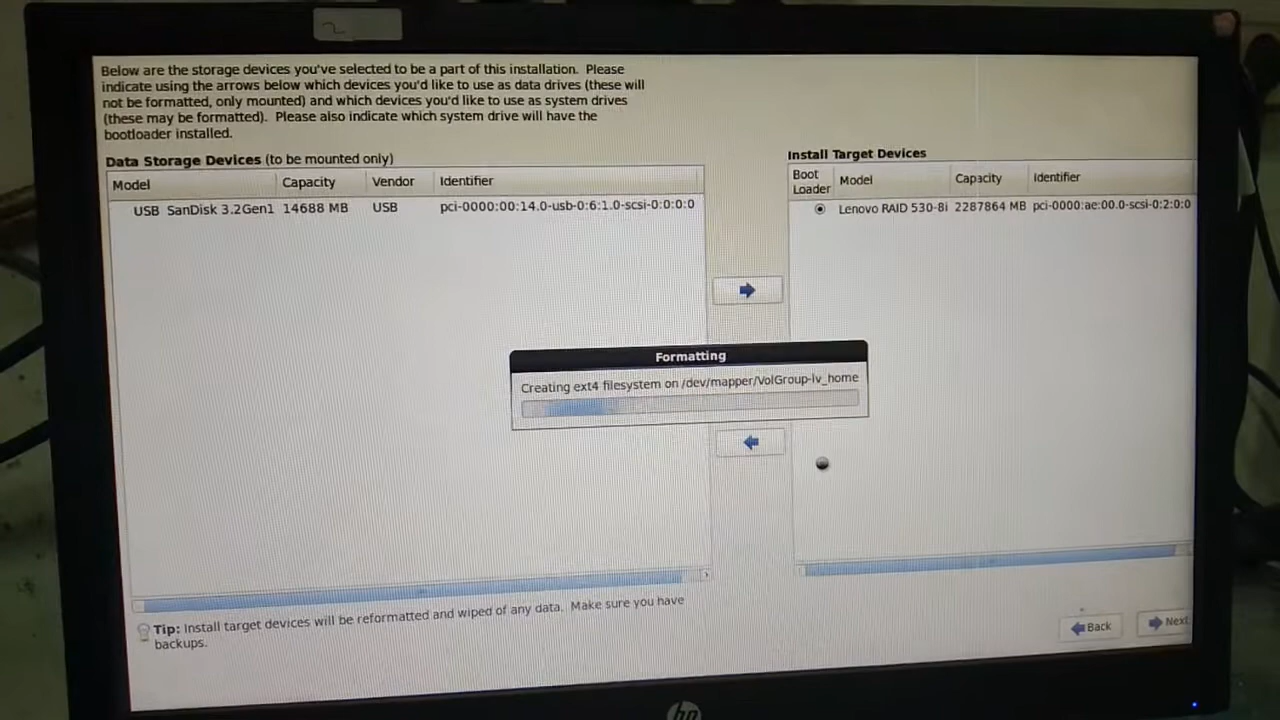 Below are the storage devices you've selected to be a part of this installation. Please
indicate using the arrows below which devices you'd like to use as data drives (these will
not be formatted, only mounted) and which devices you'd like to use as system drives
(these may be formatted). Please also indicate which system drive will have the
bootloader installed.
Data Storage Devices (to be mounted only)
Model Capacity Vendor Identifier
USB SanDisk 3.2Gen1 14688 MB USB pci-0000:00:14.0-usb-0:6:1.0-scsi-0:0:0:0
Install Target Devices
Boot
Loader Model Capacity Identifier
Lenovo RAID 530-8i 2287864 MB pci-0000:ae:00.0-scsi-0:2:0:0
Formatting
Creating ext4 filesystem on /dev/mapper/VolGroup-lv_home
Tip: Install target devices will be reformatted and wiped of any data. Make sure you have
backups.
Back Next
hp